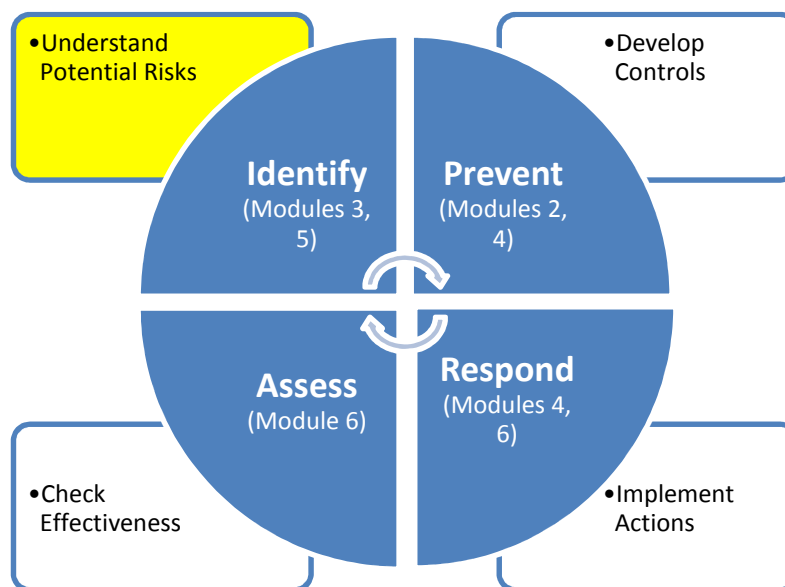 •Understand
Potential Risks
•Develop
Controls
Identify
(Modules 3,
5)
Prevent
(Modules 2,
4)
Assess
(Module 6)
Respond
(Modules 4,
6)
•Check
Effectiveness
•Implement
Actions